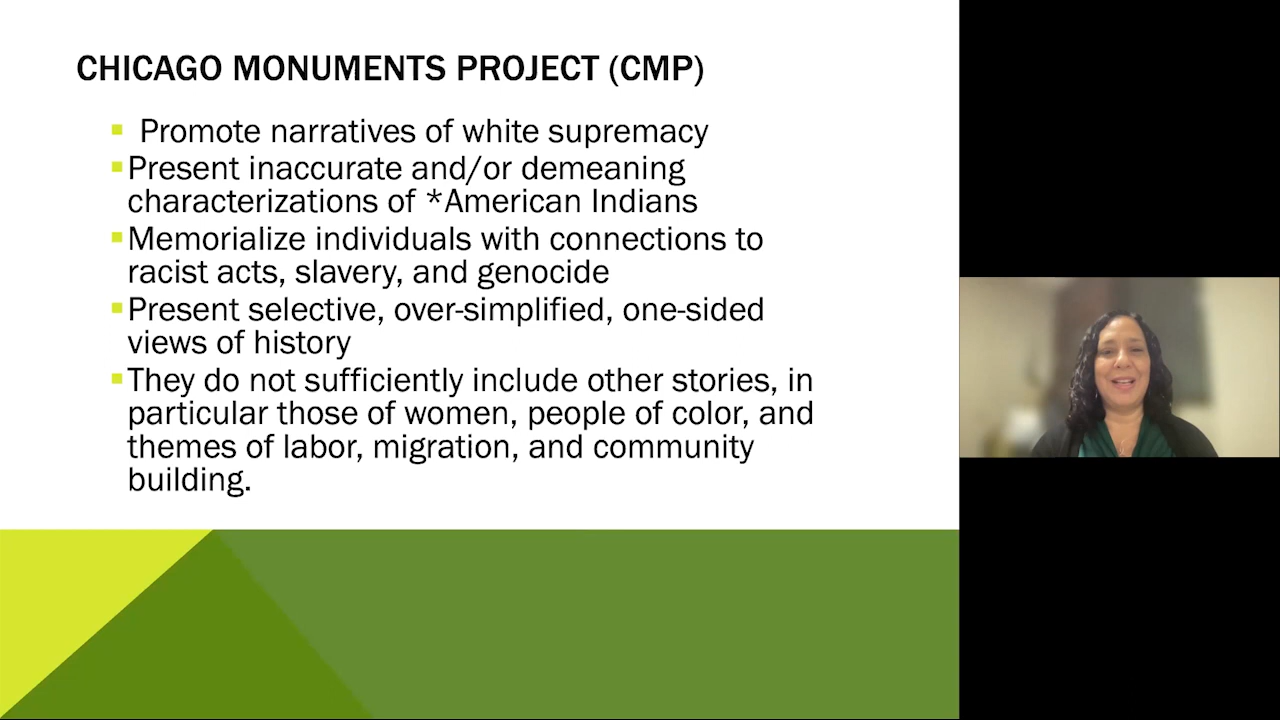 CHICAGO MONUMENTS PROJECT (CMP)
Promote narratives of white supremacy
Present inaccurate and/or demeaning
characterizations of *American Indians
Memorialize individuals with connections to
racist acts, slavery, and genocide
Present selective, over-simplified, one-sided
views of history
They do not sufficiently include other stories, in
particular those of women, people of color, and
themes of labor, migration, and community
building.